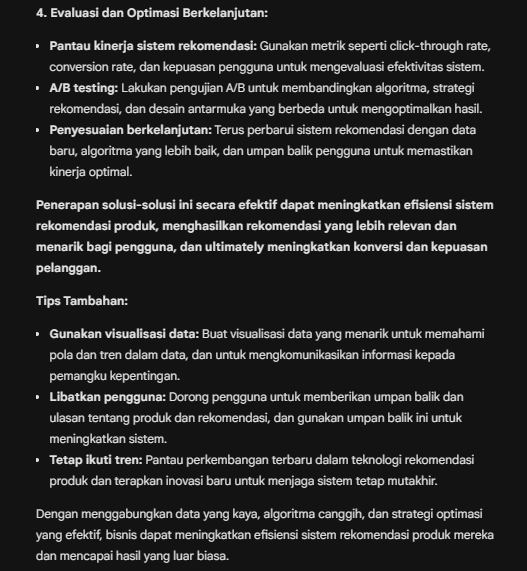 4. Evaluasi dan Optimasi Berkelanjutan:
• Pantau kinerja sistem rekomendasi: Gunakan metrik seperti click-through rate,
conversion rate, dan kepuasan pengguna untuk mengevaluasi efektivitas sistem.
• A/B testing: Lakukan pengujian A/B untuk membandingkan algoritma, strategi
rekomendasi, dan desain antarmuka yang berbeda untuk mengoptimalkan hasil.
• Penyesuaian berkelanjutan: Terus perbarui sistem rekomendasi dengan data
baru, algoritma yang lebih baik, dan umpan balik pengguna untuk memastikan
kinerja optimal.
Penerapan solusi-solusi ini secara efektif dapat meningkatkan efisiensi sistem
rekomendasi produk, menghasilkan rekomendasi yang lebih relevan dan
menarik bagi pengguna, dan ultimately meningkatkan konversi dan kepuasan
pelanggan.
Tips Tambahan:
• Gunakan visualisasi data: Buat visualisasi data yang menarik untuk memahami
pola dan tren dalam data, dan untuk mengkomunikasikan informasi kepada
pemangku kepentingan.
• Libatkan pengguna: Dorong pengguna untuk memberikan umpan balik dan
ulasan tentang produk dan rekomendasi, dan gunakan umpan balik ini untuk
meningkatkan sistem.
• Tetap ikuti tren: Pantau perkembangan terbaru dalam teknologi rekomendasi
produk dan terapkan inovasi baru untuk menjaga sistem tetap mutakhir.
Dengan menggabungkan data yang kaya, algoritma canggih, dan strategi optimasi
yang efektif, bisnis dapat meningkatkan efisiensi sistem rekomendasi produk mereka
dan mencapai hasil yang luar biasa.